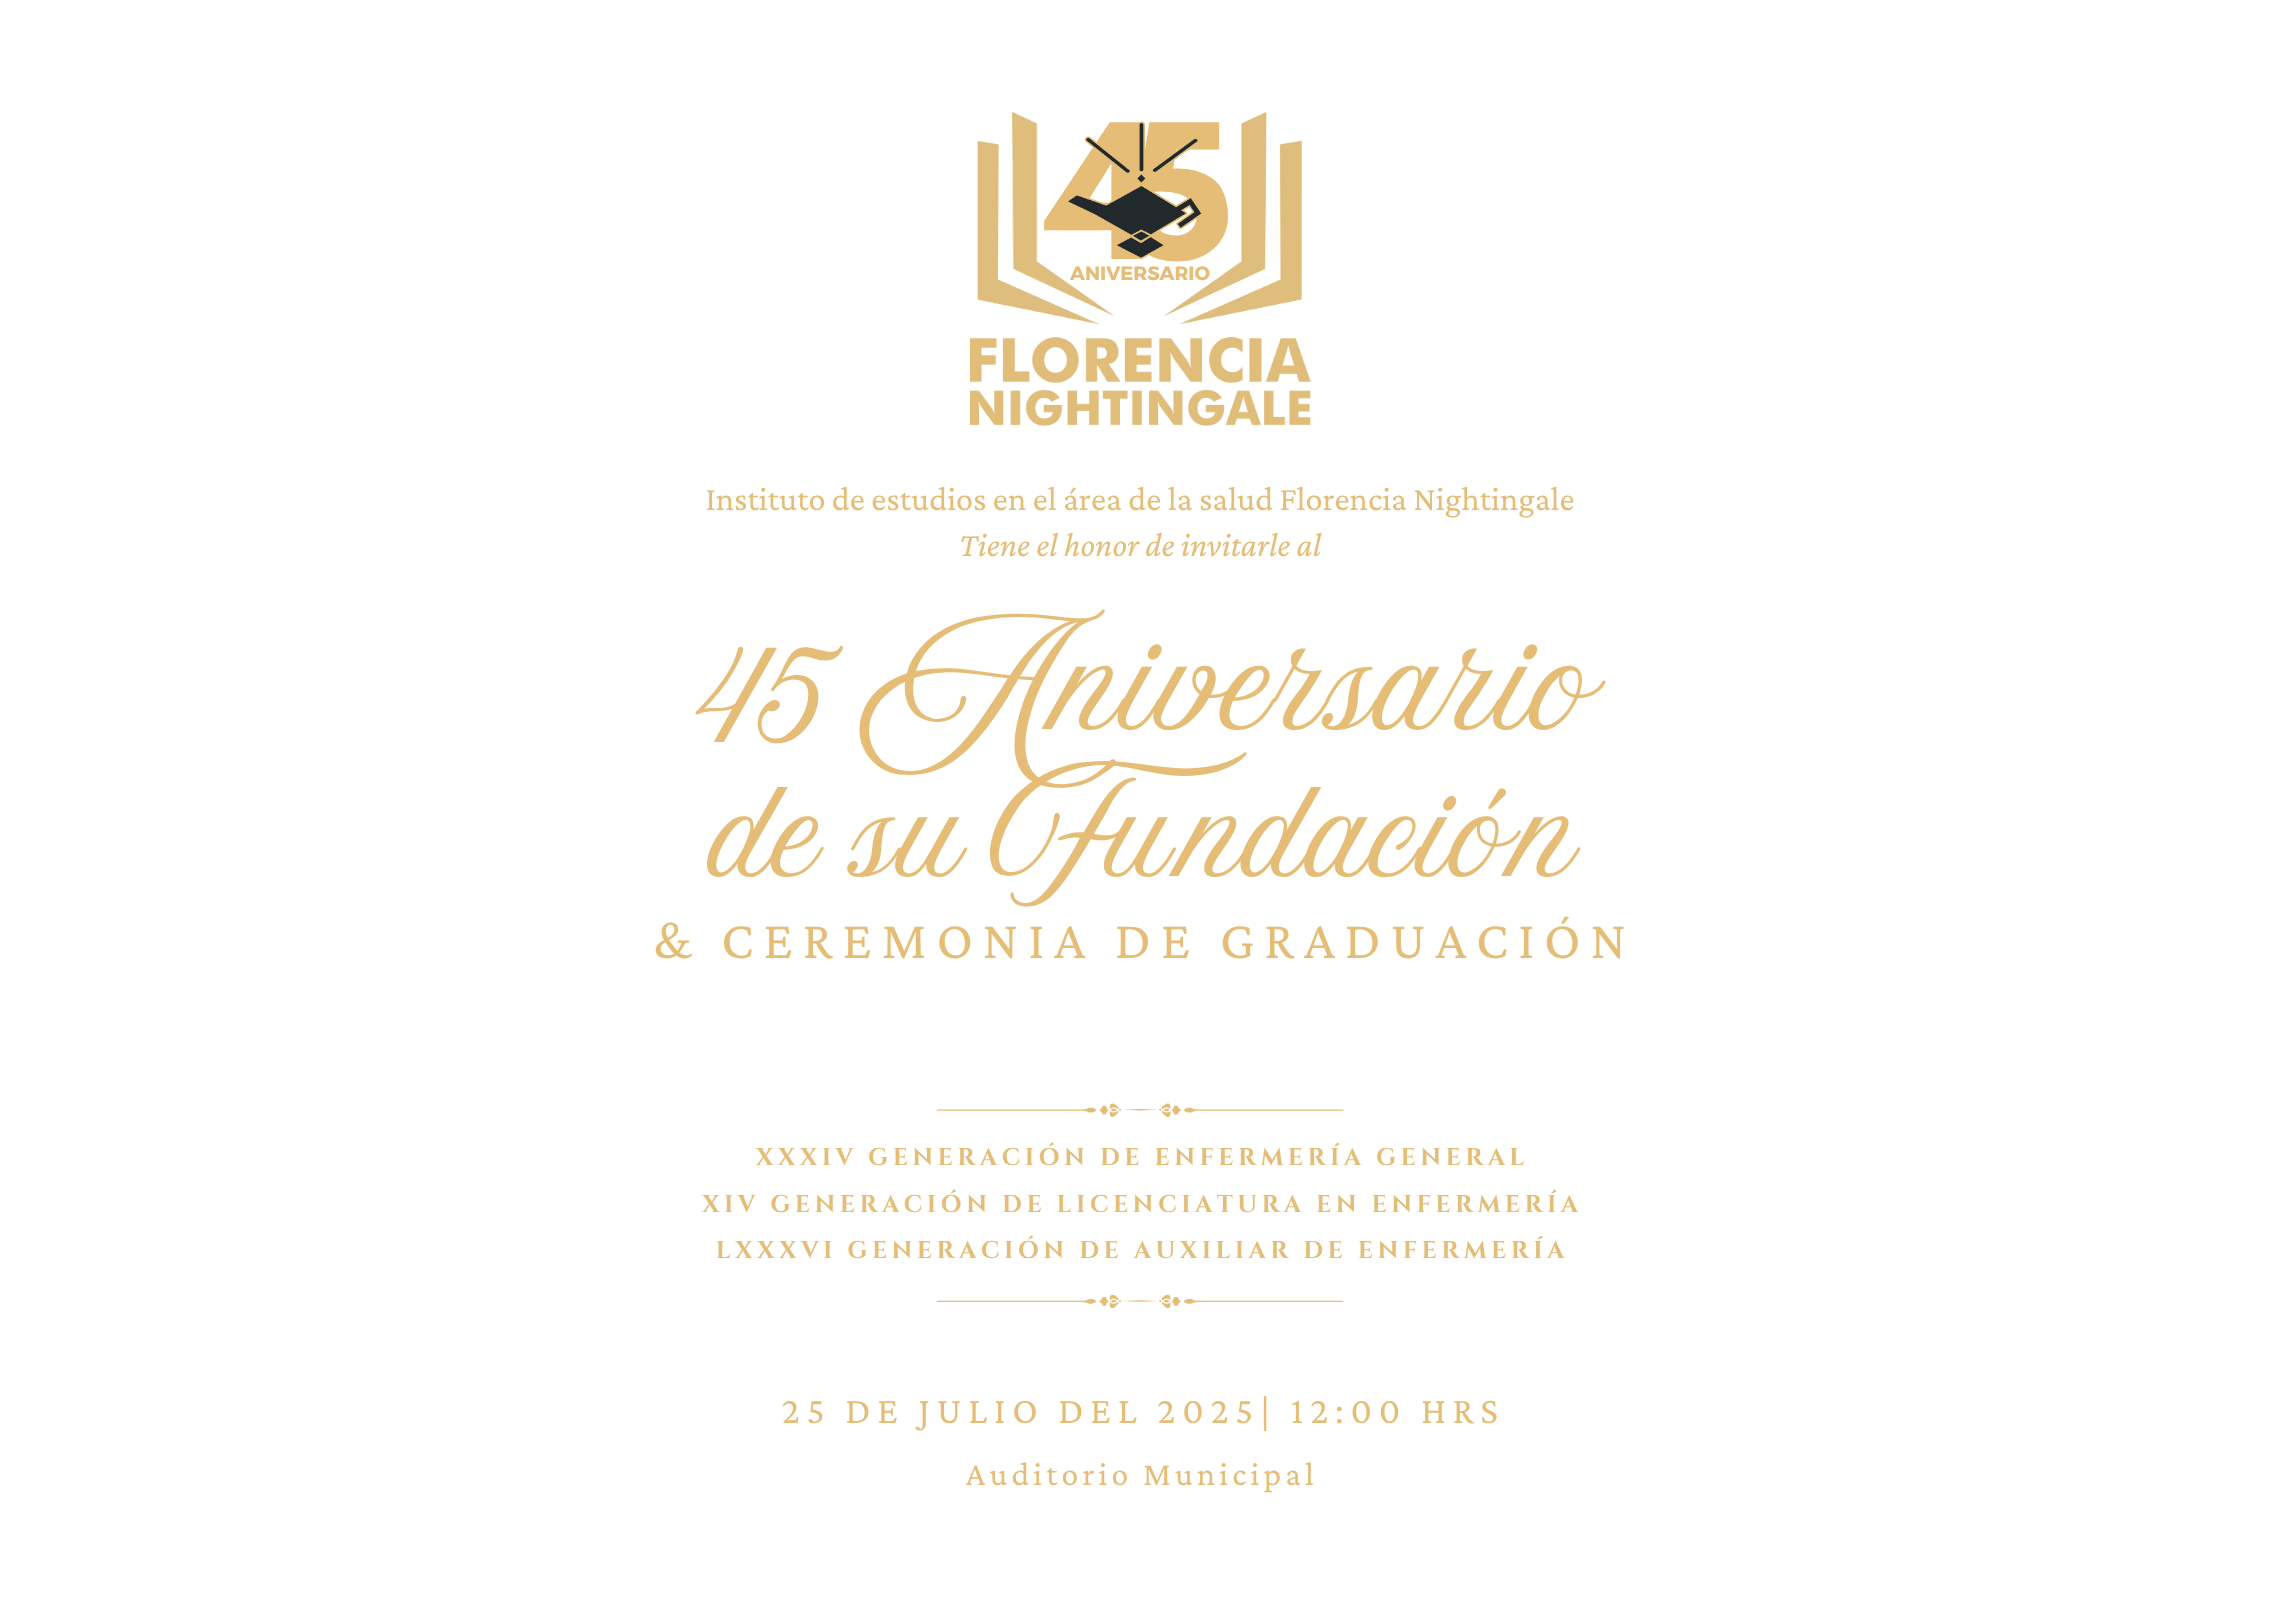 45
ANIVERSARIO
FLORENCIA
NIGHTINGALE
Instituto de estudios en el área de la salud Florencia Nightingale
Tiene el honor de invitarle al
45 Aniversario
de su Fundación
& CEREMONIA DE GRADUACIÓN
XXXIV GENERACIÓN DE ENFERMERÍA GENERAL
XIV GENERACIÓN DE LICENCIATURA EN ENFERMERÍA
LXXXVI GENERACIÓN DE AUXILIAR DE ENFERMERÍA
25 DE JULIO DEL 2025| 12:00 HRS
Auditorio Municipal